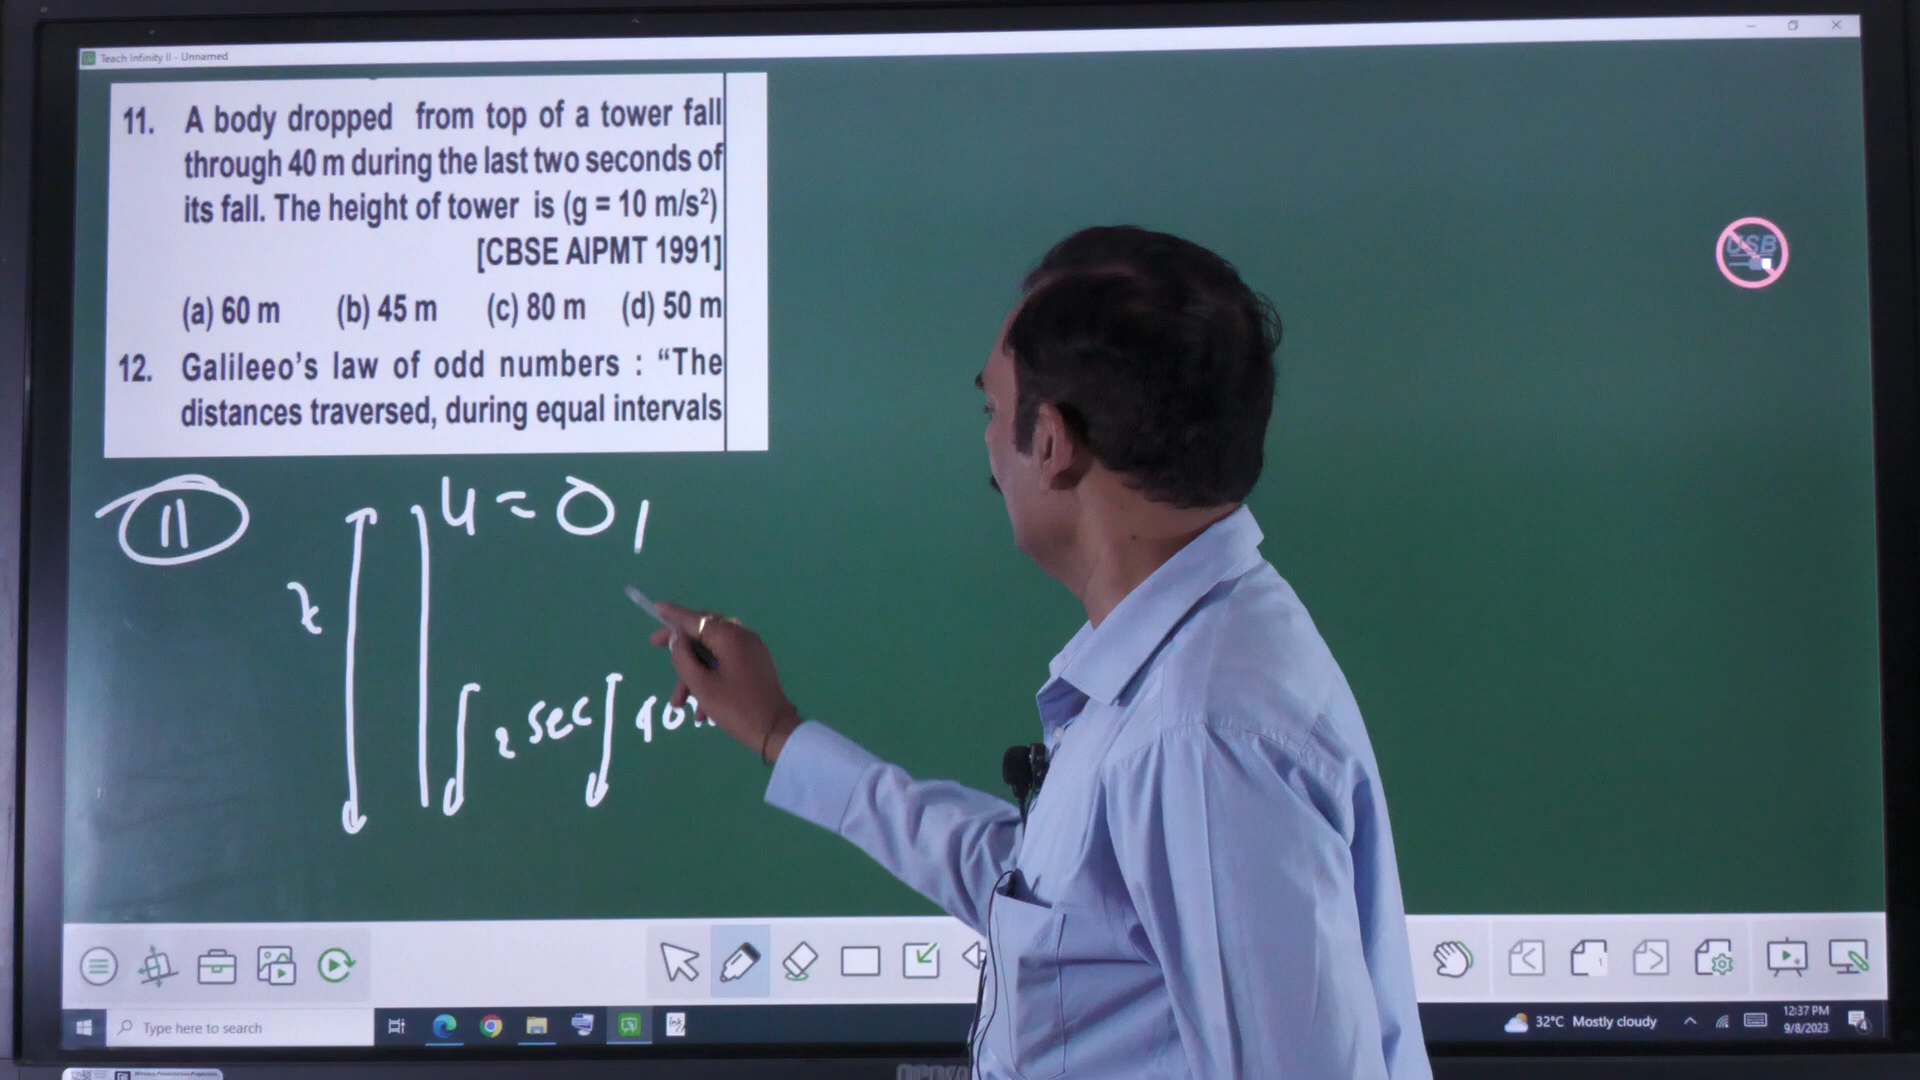 Teach Infinity II - Unnamed
11. A body dropped from top of a tower fall
through 40 m during the last two seconds of
its fall. The height of tower is (g = 10 m/s²)
[CBSE AIPMT 1991]
(a) 60 m (b) 45 m (c) 80 m (d) 50 m
12. Galileeo's law of odd numbers : “The
distances traversed, during equal intervals
USB
11
u = 0,
2 sec
Type here to search
32°C Mostly cloudy
12:37 PM
9/8/2023
4